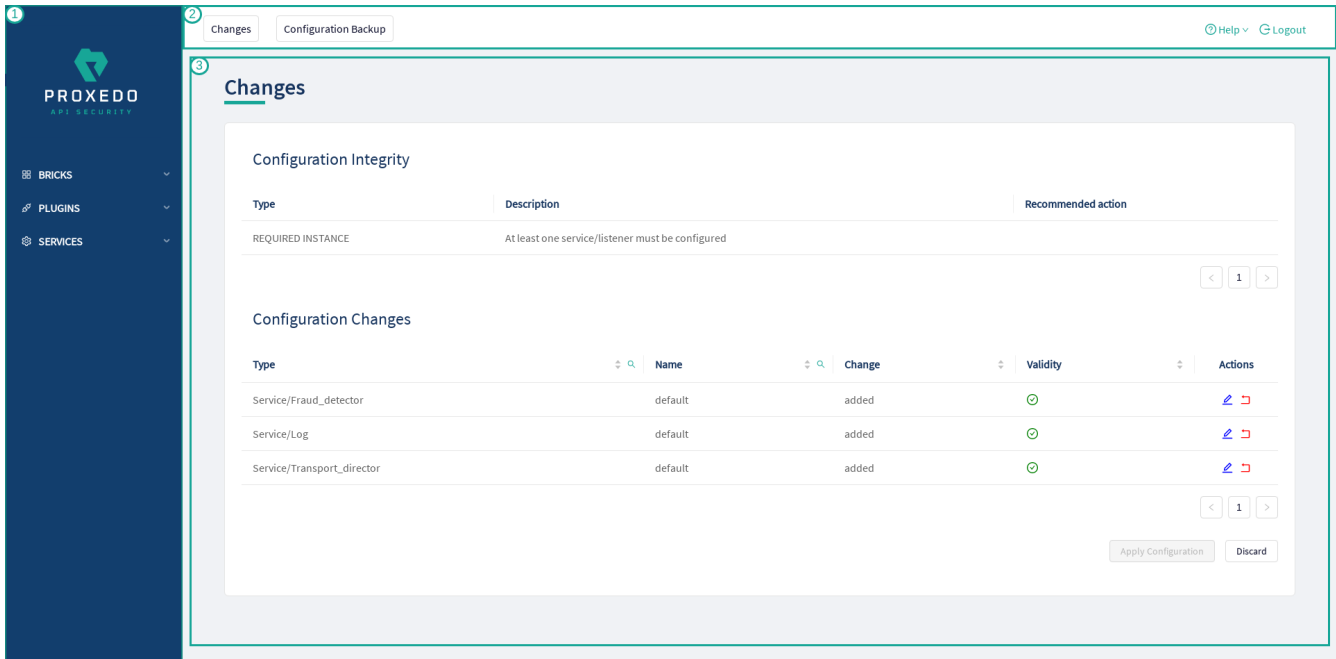 1
2
Changes
Configuration Backup
Help
Logout
PROXEDO
API SECURITY
BRICKS
PLUGINS
SERVICES
3
Changes
Configuration Integrity
Type Description Recommended action
REQUIRED INSTANCE At least one service/listener must be configured
< 1 >
Configuration Changes
Type Name Change Validity Actions
Service/Fraud_detector default added
Service/Log default added
Service/Transport_director default added
< 1 >
Apply Configuration Discard